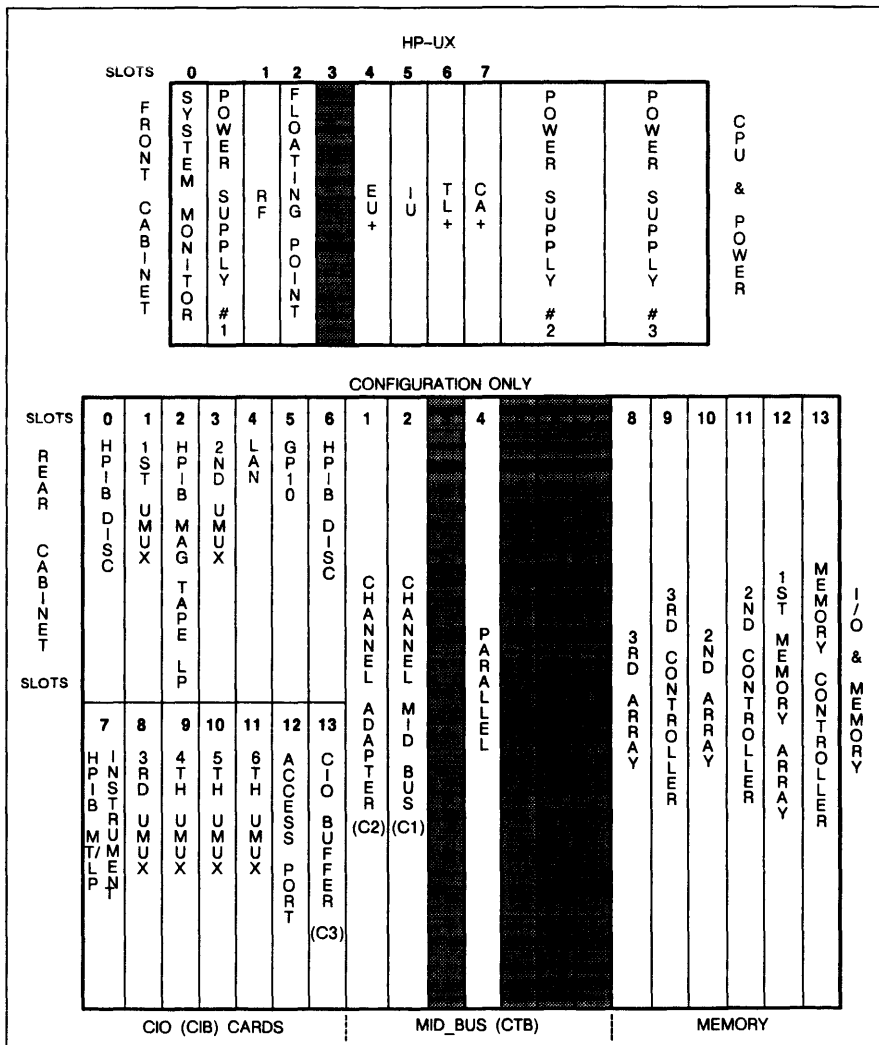 HP-UX
SLOTS 0 1 2 3 4 5 6 7
FRONT CABINET
SYSTEM MONITOR
POWER SUPPLY #1
RF
FLOATING POINT
EU+
IU
TL+
CA+
POWER SUPPLY #2
POWER SUPPLY #3
CPU & POWER
CONFIGURATION ONLY
SLOTS 0 1 2 3 4 5 6 1 2 4 8 9 10 11 12 13
REAR CABINET
HPIB DISC
1ST UMUX
HPIB MAG TAPE LP
2ND UMUX
LAN
GP10
HPIB DISC
CHANNEL ADAPTER (C2)
CHANNEL MID BUS (C1)
PARALLEL
3RD ARRAY
3RD CONTROLLER
2ND ARRAY
2ND CONTROLLER
1ST MEMORY ARRAY
MEMORY CONTROLLER
I/O & MEMORY
SLOTS 7 8 9 10 11 12 13
HPIB MT/LP
INSTRUMENT
3RD UMUX
4TH UMUX
5TH UMUX
6TH UMUX
ACCESS PORT
CIO BUFFER (C3)
CIO (CIB) CARDS
MID_BUS (CTB)
MEMORY